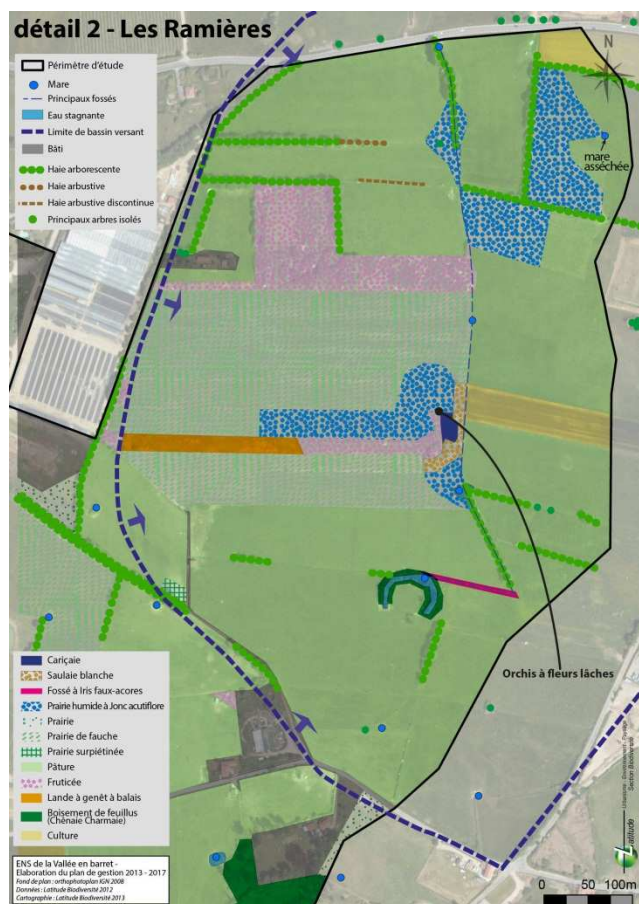 détail 2 - Les Ramières
Périmètre d'étude
Mare
Principaux fossés
Eau stagnante
Limite de bassin versant
Bâti
Haie arborescente
Haie arbustive
Haie arbustive discontinue
Principaux arbres isolés
N
mare
asséchée
Orchis à fleurs lâches
Cariçaie
Saulaie blanche
Fossé à Iris faux-acores
Prairie humide à Jonc acutiflore
Prairie
Prairie de fauche
Prairie surpiétinée
Pâture
Fruticée
Lande à genêt à balais
Boisement de feuillus
(Chênaie Charmaie)
Culture
ENS de la Vallée en barret -
Elaboration du plan de gestion 2013 - 2017
Fond de plan : orthophotoplan IGN 2008
Données : Latitude Biodiversité 2012
Cartographie : Latitude Biodiversité 2013
Latitude
Section Biodiversité
0 50 100m